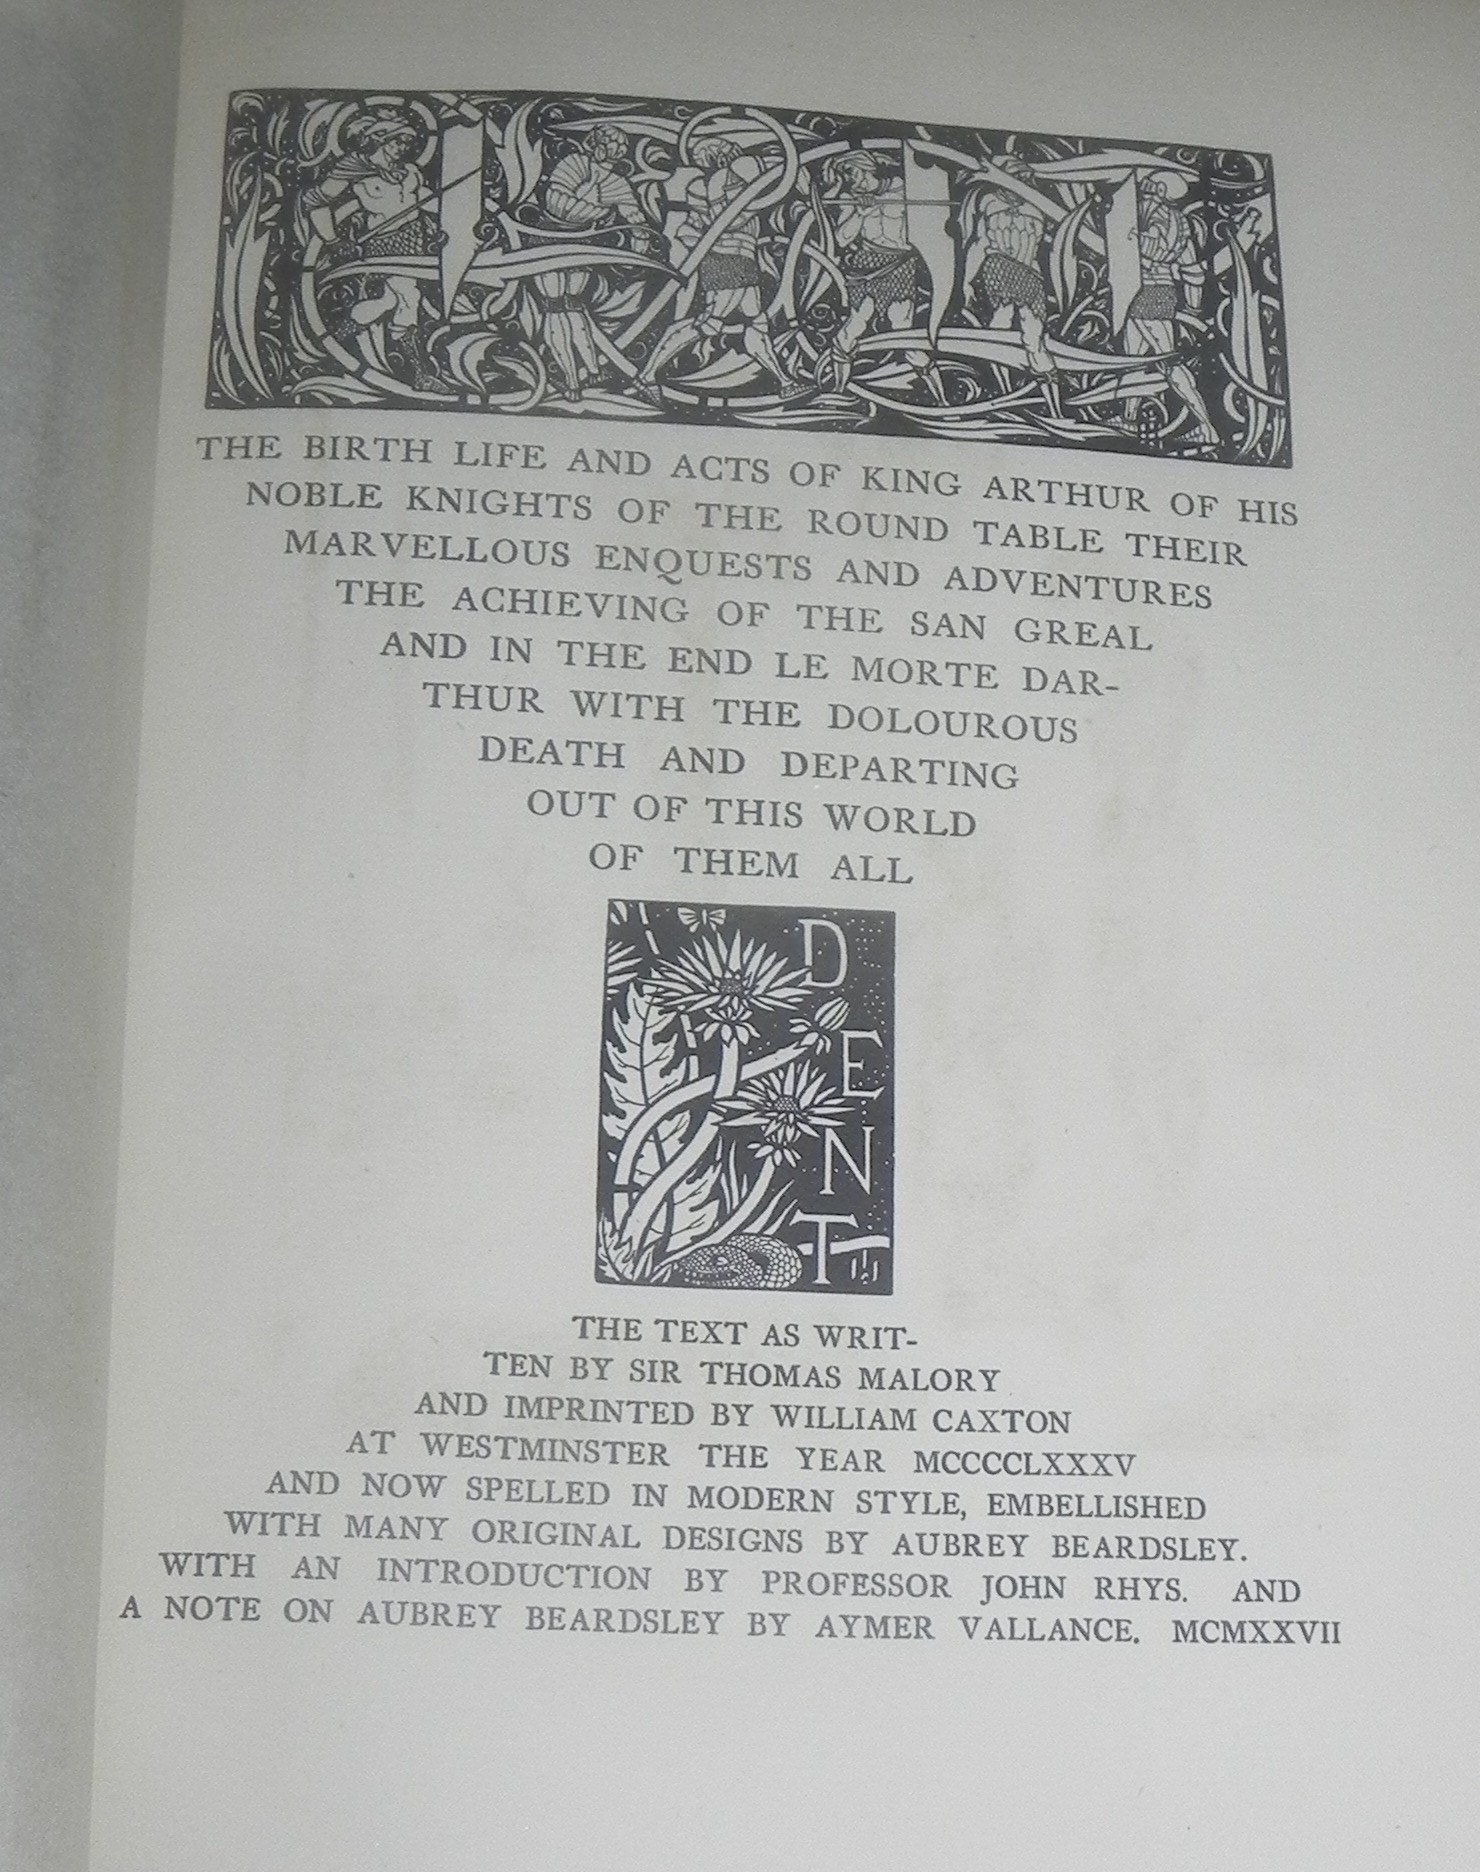 THE BIRTH LIFE AND ACTS OF KING ARTHUR OF HIS
NOBLE KNIGHTS OF THE ROUND TABLE THEIR
MARVELLOUS ENQUESTS AND ADVENTURES
THE ACHIEVING OF THE SAN GREAL
AND IN THE END LE MORTE DAR-
THUR WITH THE DOLOUROUS
DEATH AND DEPARTING
OUT OF THIS WORLD
OF THEM ALL
DENT
THE TEXT AS WRIT-
TEN BY SIR THOMAS MALORY
AND IMPRINTED BY WILLIAM CAXTON
AT WESTMINSTER THE YEAR MCCCCLXXXV
AND NOW SPELLED IN MODERN STYLE, EMBELLISHED
WITH MANY ORIGINAL DESIGNS BY AUBREY BEARDSLEY.
WITH AN INTRODUCTION BY PROFESSOR JOHN RHYS. AND
A NOTE ON AUBREY BEARDSLEY BY AYMER VALLANCE. MCMXXVII